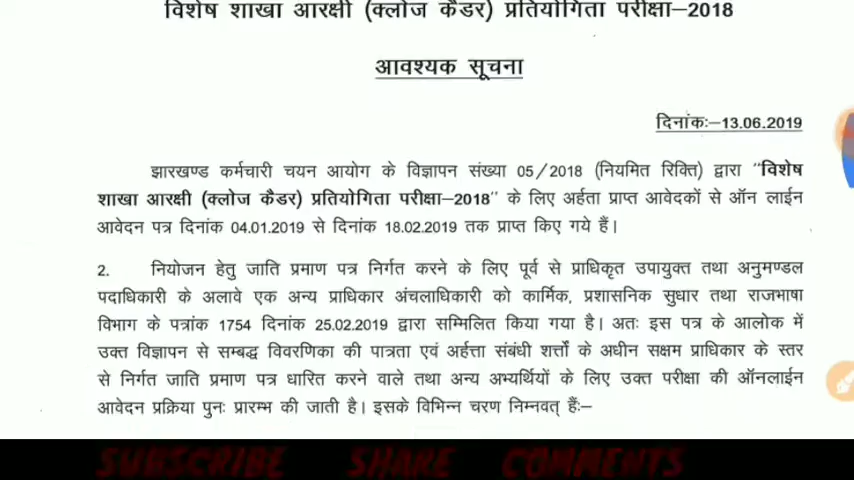 विशेष शाखा आरक्षी (क्लोज कैडर) प्रतियोगिता परीक्षा–2018
आवश्यक सूचना
दिनांकः–13.06.2019
झारखण्ड कर्मचारी चयन आयोग के विज्ञापन संख्या 05/2018 (नियमित रिक्ति) द्वारा "विशेष
शाखा आरक्षी (क्लोज कैडर) प्रतियोगिता परीक्षा–2018" के लिए अर्हता प्राप्त आवेदकों से ऑन लाईन
आवेदन पत्र दिनांक 04.01.2019 से दिनांक 18.02.2019 तक प्राप्त किए गये हैं।
2. नियोजन हेतु जाति प्रमाण पत्र निर्गत करने के लिए पूर्व से प्राधिकृत उपायुक्त तथा अनुमण्डल
पदाधिकारी के अलावे एक अन्य प्राधिकार अंचलाधिकारी को कार्मिक, प्रशासनिक सुधार तथा राजभाषा
विभाग के पत्रांक 1754 दिनांक 25.02.2019 द्वारा सम्मिलित किया गया है। अतः इस पत्र के आलोक में
उक्त विज्ञापन से सम्बद्ध विवरणिका की पात्रता एवं अर्हत्ता संबंधी शर्त्तों के अधीन सक्षम प्राधिकार के स्तर
से निर्गत जाति प्रमाण पत्र धारित करने वाले तथा अन्य अभ्यर्थियों के लिए उक्त परीक्षा की ऑनलाईन
आवेदन प्रक्रिया पुनः प्रारम्भ की जाती है। इसके विभिन्न चरण निम्नवत् हैंः–
SUBSCRIBE SHARE COMMENTS